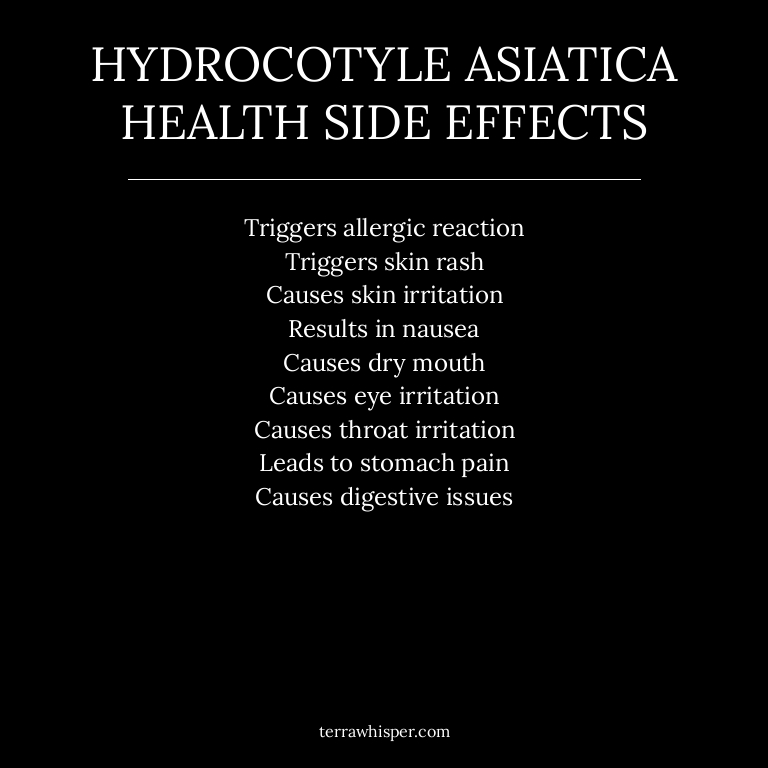 HYDROCOTYLE ASIATICA
HEALTH SIDE EFFECTS
Triggers allergic reaction
Triggers skin rash
Causes skin irritation
Results in nausea
Causes dry mouth
Causes eye irritation
Causes throat irritation
Leads to stomach pain
Causes digestive issues
terrawhisper.com